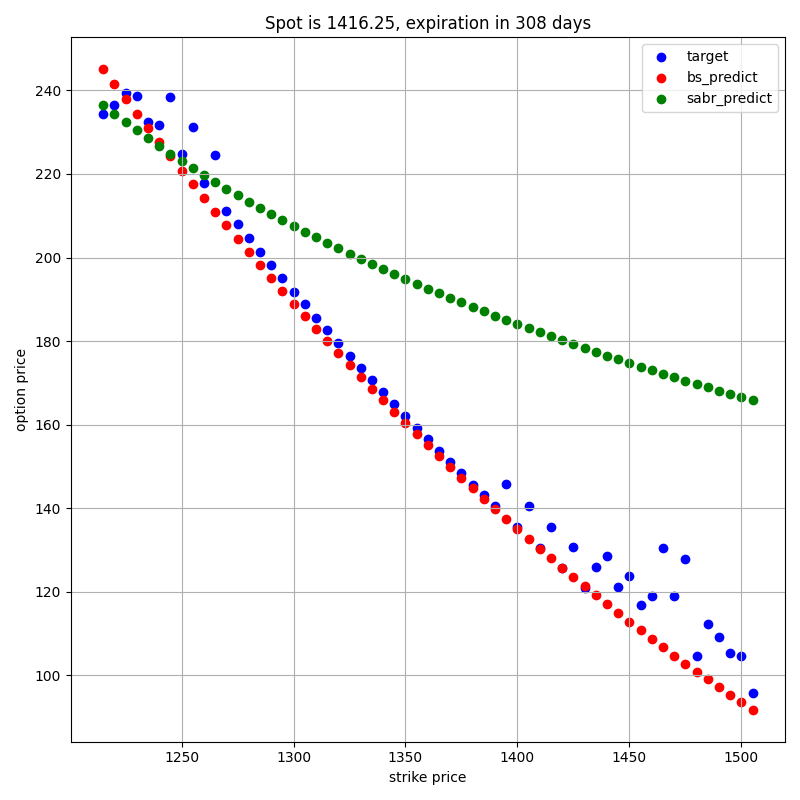 Spot is 1416.25, expiration in 308 days
target
bs_predict
sabr_predict
option price
240
220
200
180
160
140
120
100
1250 1300 1350 1400 1450 1500
strike price